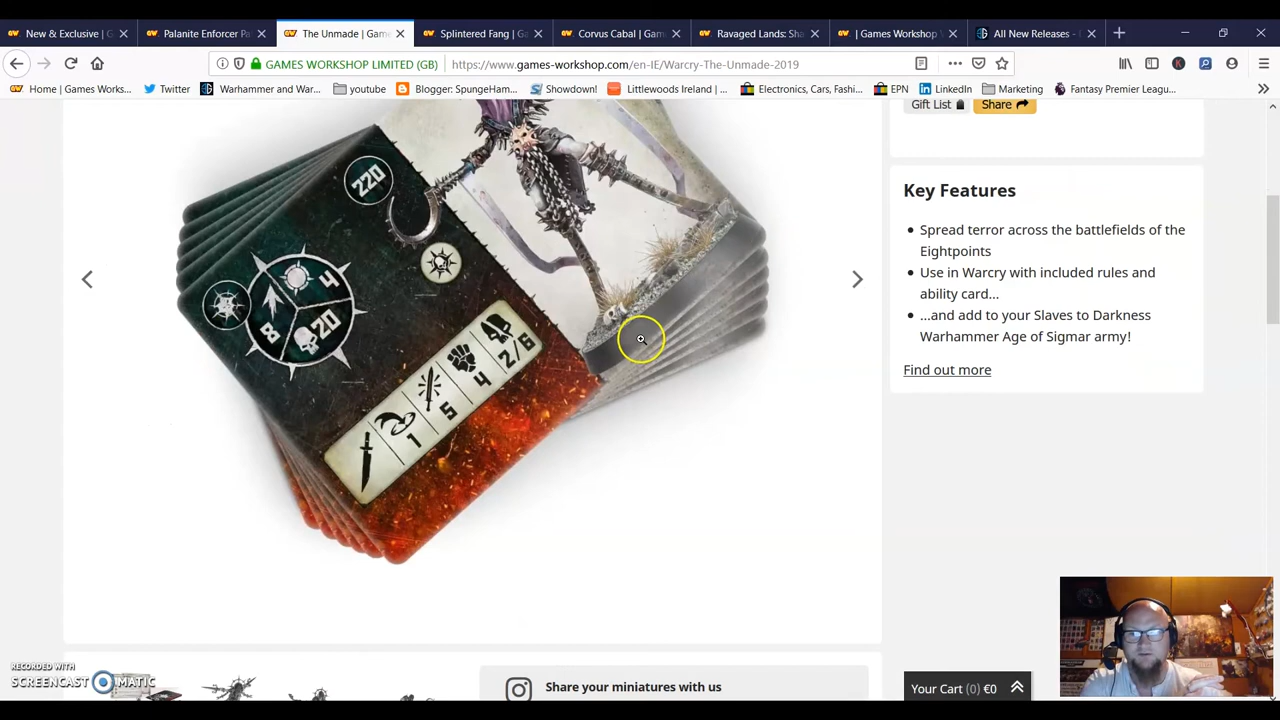 New & Exclusive | G
Palanite Enforcer Pa
The Unmade | Game
Splintered Fang | G
Corvus Cabal | Gam
Ravaged Lands: Sha
| Games Workshop W
All New Releases - 
GAMES WORKSHOP LIMITED (GB)
https://www.games-workshop.com/en-IE/Warcry-The-Unmade-2019
Home | Games Works...
Twitter
Warhammer and War...
youtube
Blogger: SpungeHam...
Showdown!
Littlewoods Ireland | ...
Electronics, Cars, Fashi...
EPN
LinkedIn
Marketing
Fantasy Premier Leag...
Gift List
Share
220
4
8
20
1
5
4
2/6
Key Features
Spread terror across the battlefields of the
Eightpoints
Use in Warcry with included rules and
ability card...
...and add to your Slaves to Darkness
Warhammer Age of Sigmar army!
Find out more
Share your miniatures with us
Your Cart (0) €0
RECORDED WITH
SCREENCAST MATIC